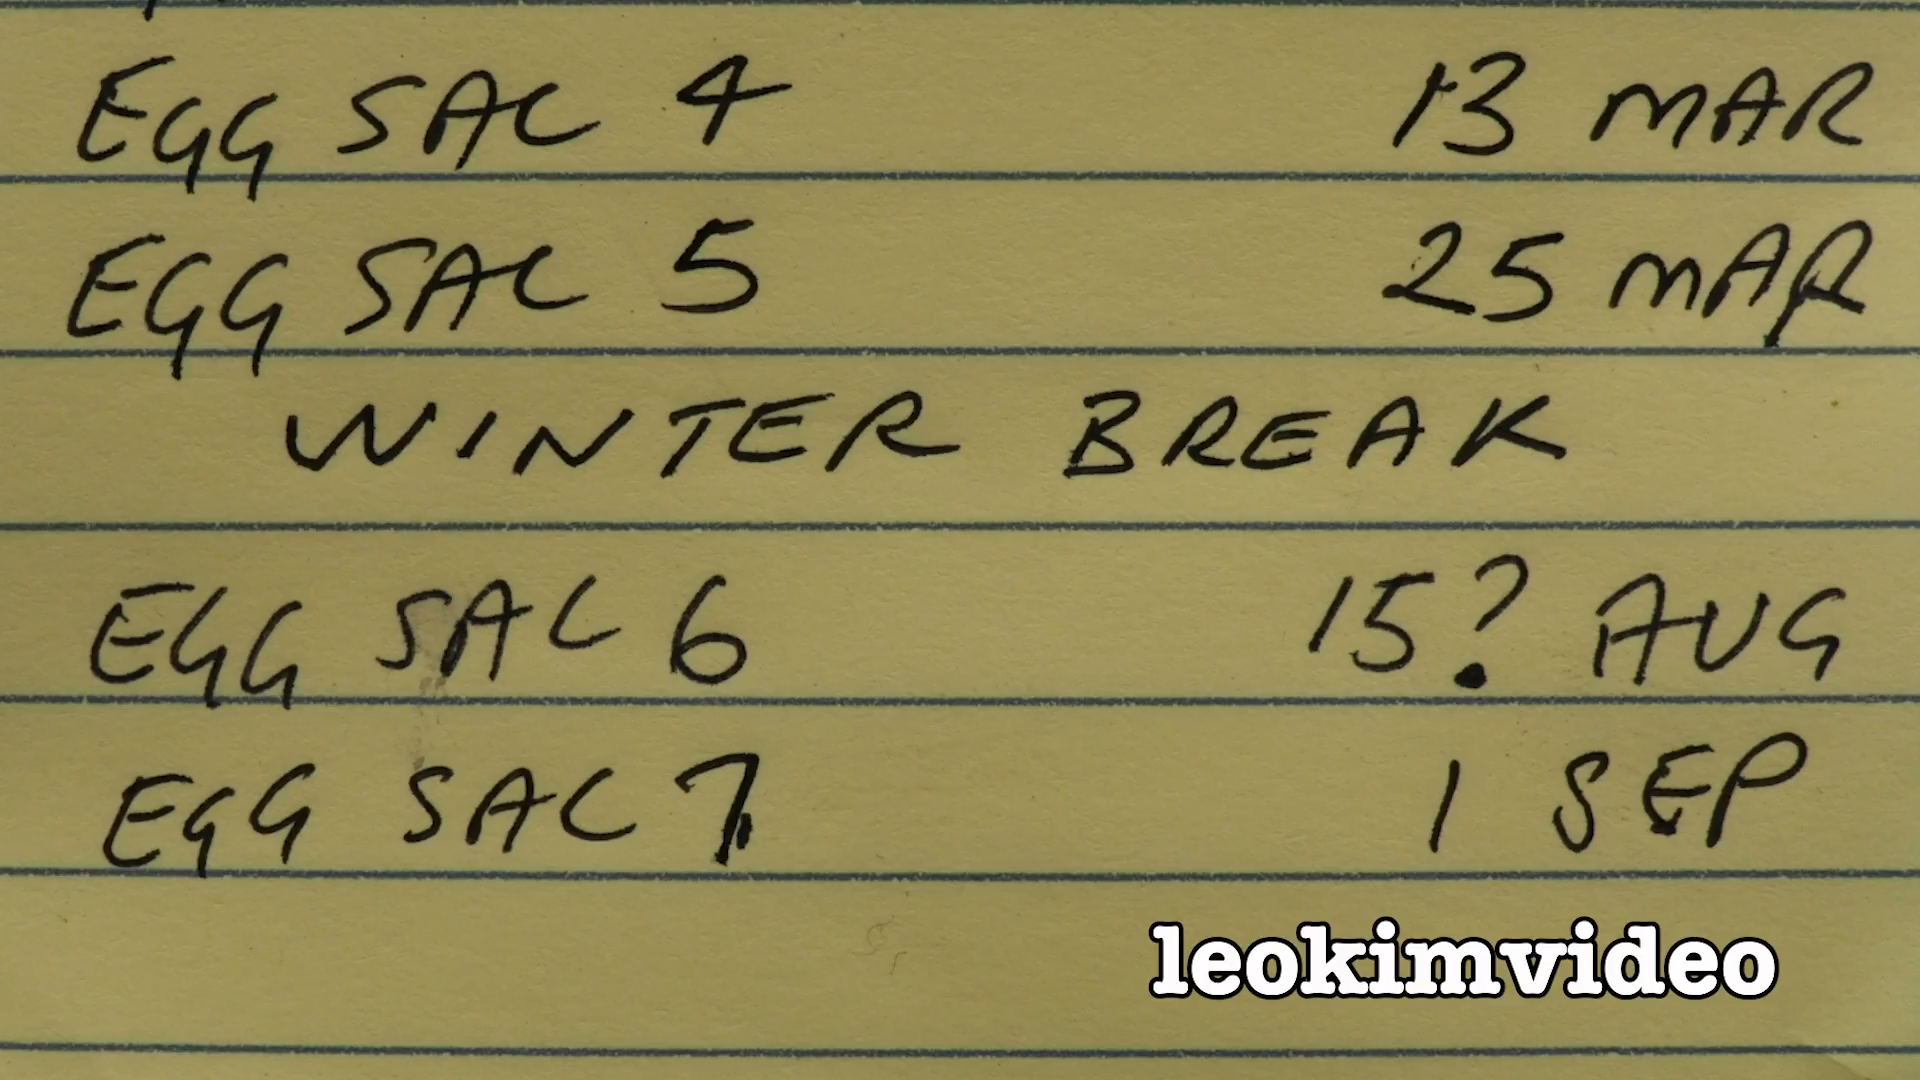 EGG SAC 4 13 MAR
EGG SAC 5 25 MAR
WINTER BREAK
EGG SAC 6 15? AUG
EGG SAC 7 1 SEP
leokimvideo